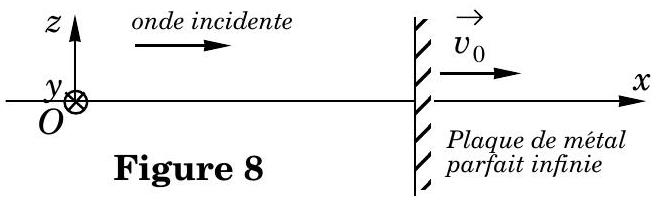 z
onde incidente
v₀
y
O
x
Plaque de métal
parfait infinie
Figure 8